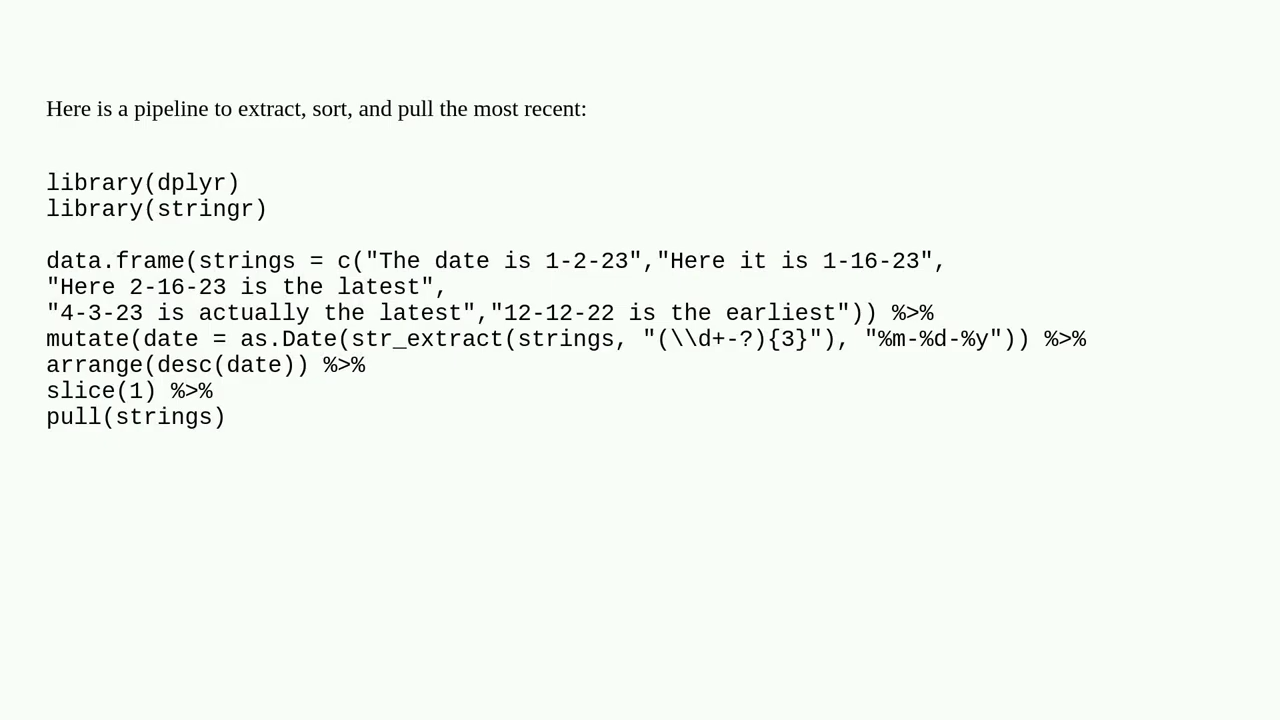 Here is a pipeline to extract, sort, and pull the most recent:
library(dplyr)
library(stringr)
data.frame(strings = c("The date is 1-2-23","Here it is 1-16-23",
"Here 2-16-23 is the latest",
"4-3-23 is actually the latest","12-12-22 is the earliest")) %>%
mutate(date = as.Date(str_extract(strings, "(\\d+-?){3}"), "%m-%d-%y")) %>%
arrange(desc(date)) %>%
slice(1) %>%
pull(strings)